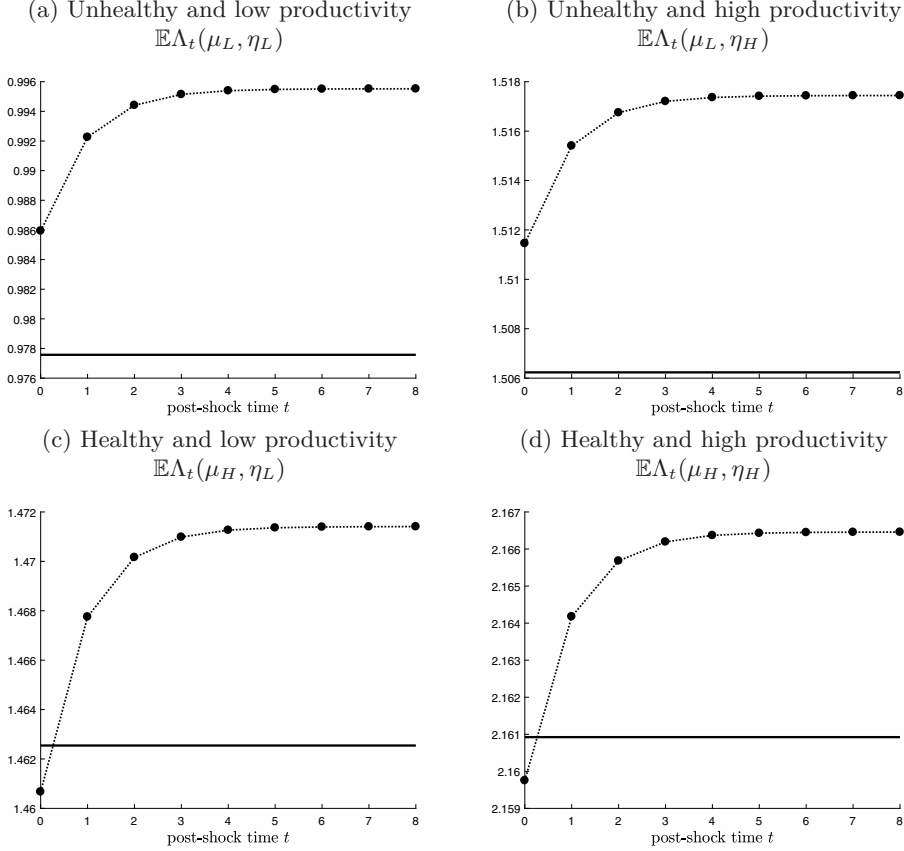 (a) Unhealthy and low productivity
𝔼Λₜ(μ_L, η_L)
0.996
0.994
0.992
0.99
0.988
0.986
0.984
0.982
0.98
0.978
0.976
0 1 2 3 4 5 6 7 8
post-shock time t
(b) Unhealthy and high productivity
𝔼Λₜ(μ_L, η_H)
1.518
1.516
1.514
1.512
1.51
1.508
1.506
0 1 2 3 4 5 6 7 8
post-shock time t
(c) Healthy and low productivity
𝔼Λₜ(μ_H, η_L)
1.472
1.47
1.468
1.466
1.464
1.462
1.46
0 1 2 3 4 5 6 7 8
post-shock time t
(d) Healthy and high productivity
𝔼Λₜ(μ_H, η_H)
2.167
2.166
2.165
2.164
2.163
2.162
2.161
2.16
2.159
0 1 2 3 4 5 6 7 8
post-shock time t